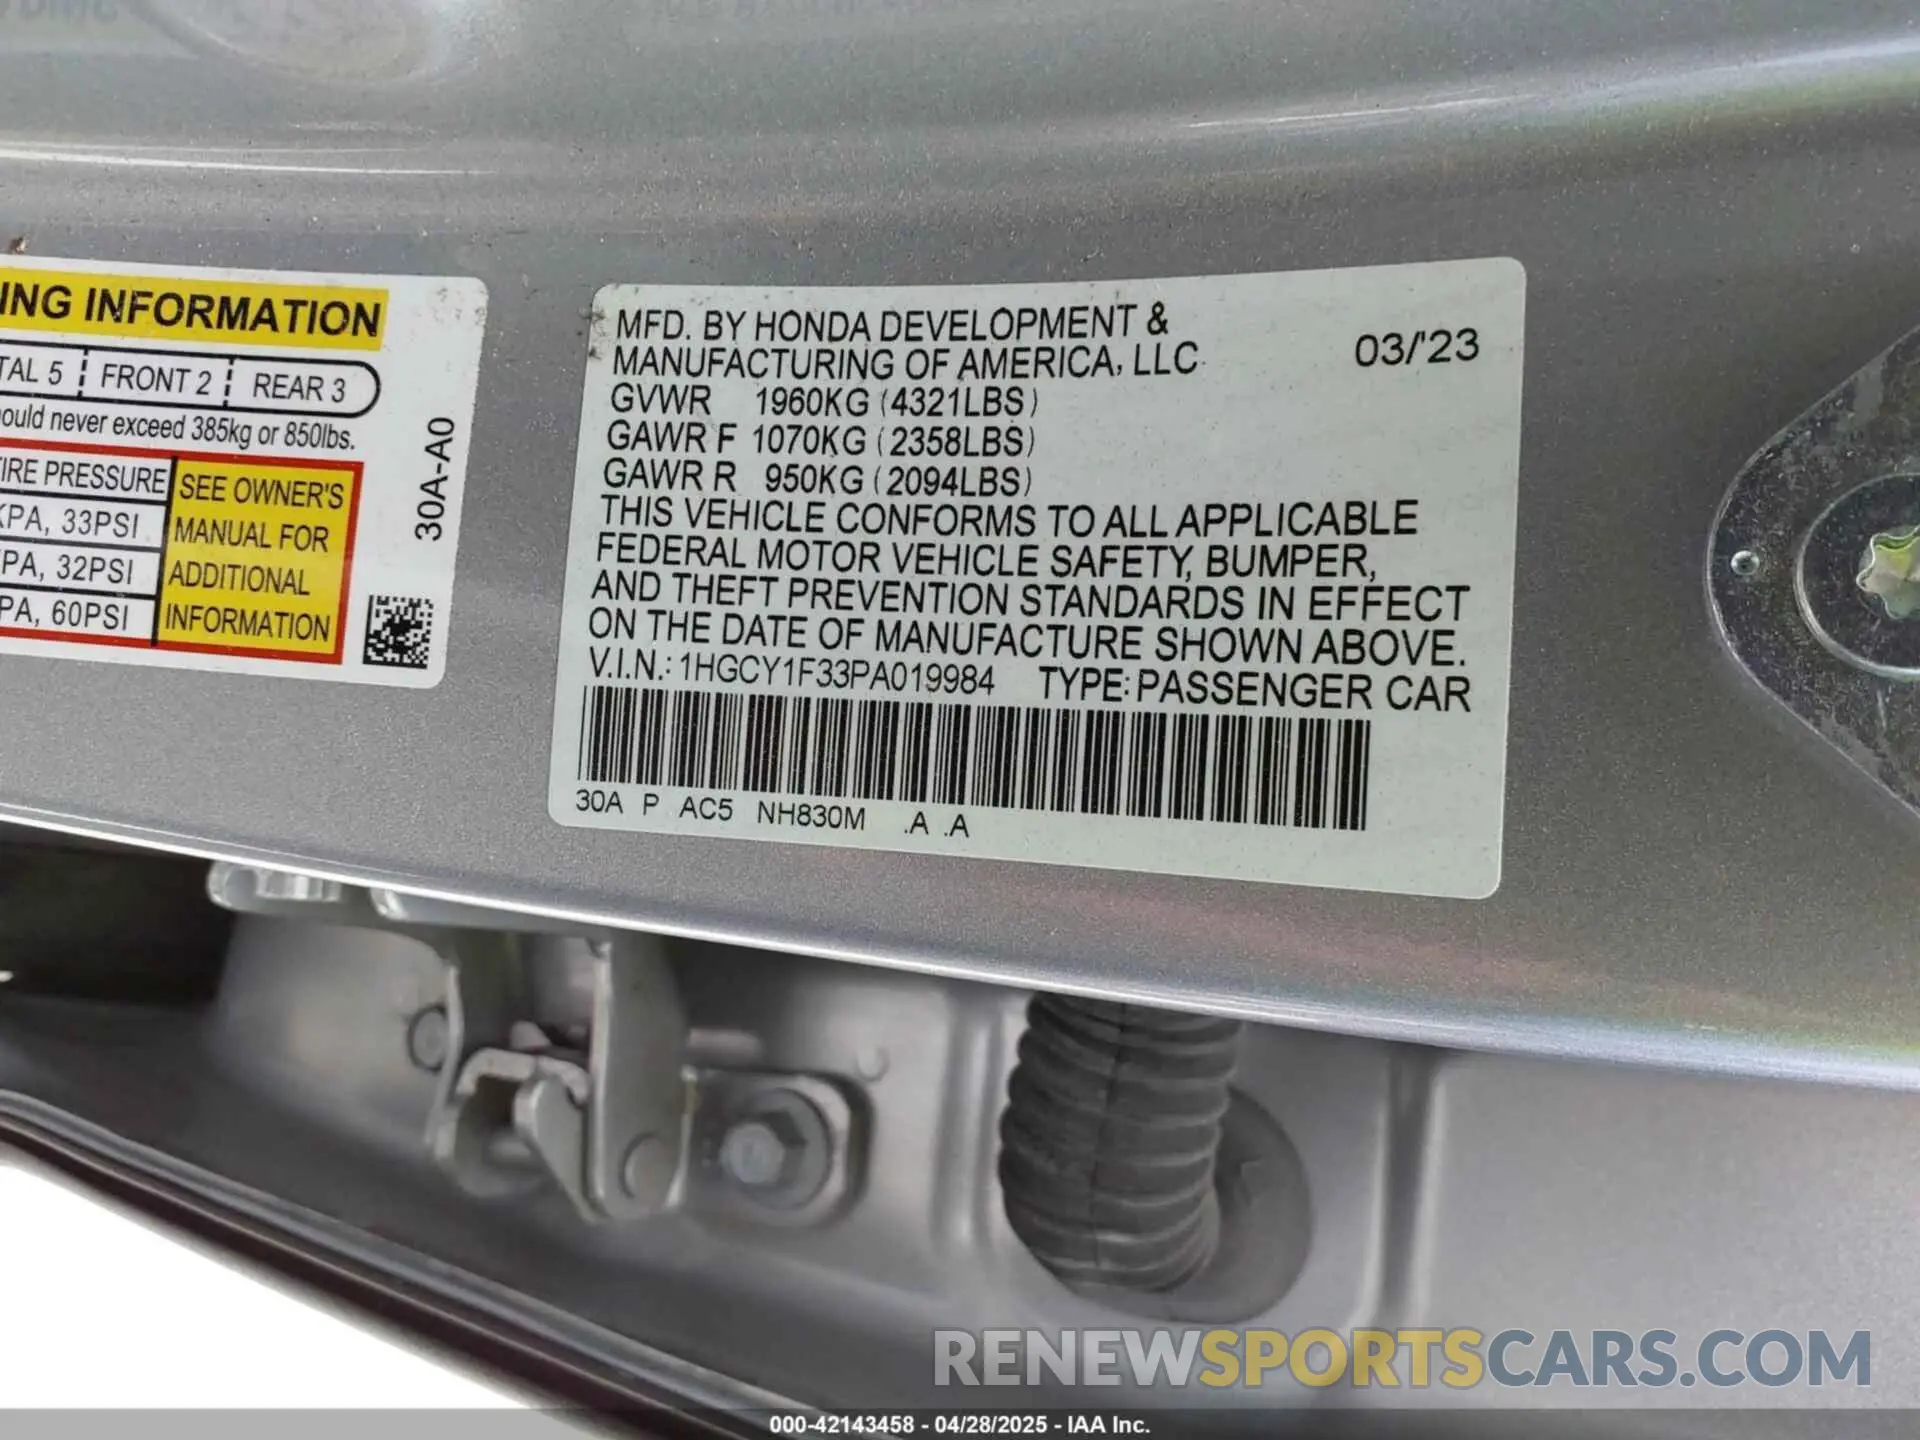 ING INFORMATION
TAL 5 FRONT 2 REAR 3
ould never exceed 385kg or 850lbs.
IRE PRESSURE
KPA, 33PSI
PA, 32PSI
PA, 60PSI
SEE OWNER'S
MANUAL FOR
ADDITIONAL
INFORMATION
30A-A0
MFD. BY HONDA DEVELOPMENT &
MANUFACTURING OF AMERICA, LLC
03/'23
GVWR 1960KG (4321LBS)
GAWR F 1070KG (2358LBS)
GAWR R 950KG (2094LBS)
THIS VEHICLE CONFORMS TO ALL APPLICABLE
FEDERAL MOTOR VEHICLE SAFETY, BUMPER,
AND THEFT PREVENTION STANDARDS IN EFFECT
ON THE DATE OF MANUFACTURE SHOWN ABOVE.
V.I.N.: 1HGCY1F33PA019984 TYPE: PASSENGER CAR
30A P AC5 NH830M .A .A
RENEWSPORTSCARS.COM
000-42143458 - 04/28/2025 - IAA Inc.